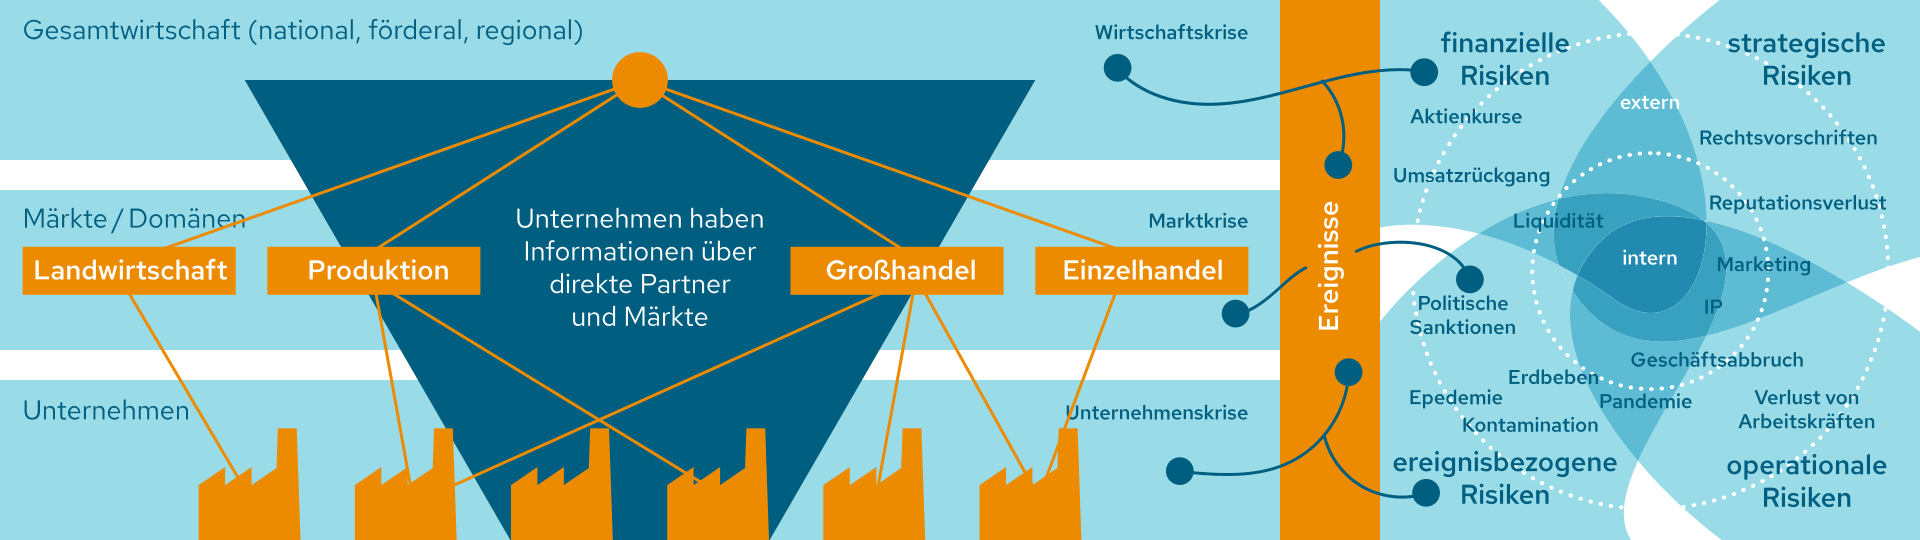 Gesamtwirtschaft (national, förderal, regional)
Märkte / Domänen
Landwirtschaft
Produktion
Großhandel
Einzelhandel
Unternehmen haben
Informationen über
direkte Partner
und Märkte
Unternehmen
Wirtschaftskrise
Marktkrise
Unternehmenskrise
Ereignisse
finanzielle
Risiken
strategische
Risiken
extern
Aktienkurse
Rechtsvorschriften
Umsatzrückgang
Reputationsverlust
Liquidität
intern
Marketing
Politische
Sanktionen
IP
Geschäftsabbruch
Erdbeben
Epedemie
Pandemie
Kontamination
Verlust von
Arbeitskräften
ereignisbezogene
Risiken
operationale
Risiken